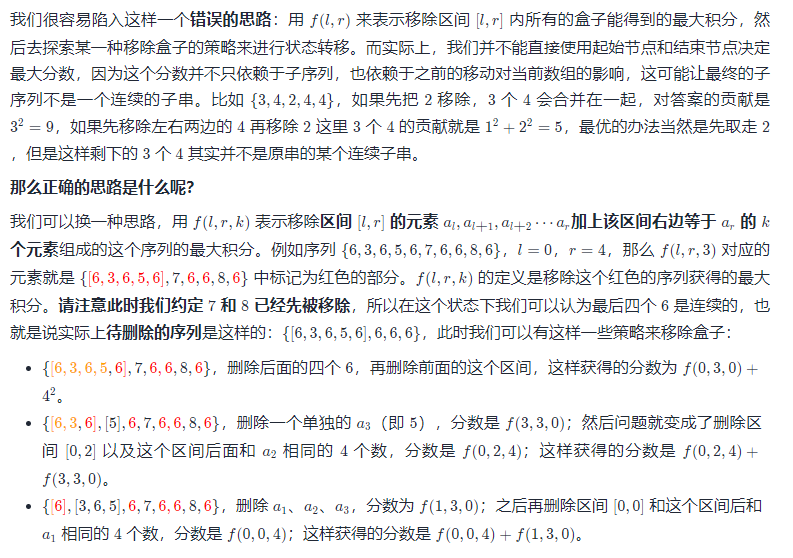 我们很容易陷入这样一个错误的思路：用 f(l,r) 来表示移除区间 [l,r] 内所有的盒子能得到的最大积分，然
后去探索某一种移除盒子的策略来进行状态转移。而实际上，我们并不能直接使用起始节点和结束节点决定
最大分数，因为这个分数并不只依赖于子序列，也依赖于之前的移动对当前数组的影响，这可能让最终的子
序列不是一个连续的子串。比如 {3,4,2,4,4}，如果先把 2 移除，3 个 4 会合并在一起，对答案的贡献是
3² = 9，如果先移除左右两边的 4 再移除 2 这里 3 个 4 的贡献就是 1² + 2² = 5，最优的办法当然是先取走 2
，但是这样剩下的 3 个 4 其实并不是原串的某个连续子串。
那么正确的思路是什么呢？
我们可以换一种思路，用 f(l,r,k) 表示移除区间 [l,r] 的元素 aₗ,aₗ₊₁,aₗ₊₂⋯aᵣ加上该区间右边等于 aᵣ 的 k
个元素组成的这个序列的最大积分。例如序列 {6,3,6,5,6,7,6,6,8,6}，l = 0，r = 4，那么 f(l,r,3) 对应的
元素就是 {[6,3,6,5,6],7,6,6,8,6} 中标记为红色的部分。f(l,r,k) 的定义是移除这个红色的序列获得的最大
积分。请注意此时我们约定 7 和 8 已经先被移除，所以在这个状态下我们可以认为最后四个 6 是连续的，也
就是说实际上待删除的序列是这样的：{[6,3,6,5,6],6,6,6}，此时我们可以有这样一些策略来移除盒子：
• {[6,3,6,5,6],7,6,6,8,6}，删除后面的四个 6，再删除前面的这个区间，这样获得的分数为 f(0,3,0) +
4²。
• {[6,3,6],[5],6,7,6,6,8,6}，删除一个单独的 a₃（即 5），分数是 f(3,3,0)；然后问题就变成了删除区
间 [0,2] 以及这个区间后面和 a₂ 相同的 4 个数，分数是 f(0,2,4)；这样获得的分数是 f(0,2,4) +
f(3,3,0)。
• {[6],[3,6,5],6,7,6,6,8,6}，删除 a₁、a₂、a₃，分数为 f(1,3,0)；之后再删除区间 [0,0] 和这个区间后和
a₁ 相同的 4 个数，分数是 f(0,0,4)；这样获得的分数是 f(0,0,4) + f(1,3,0)。